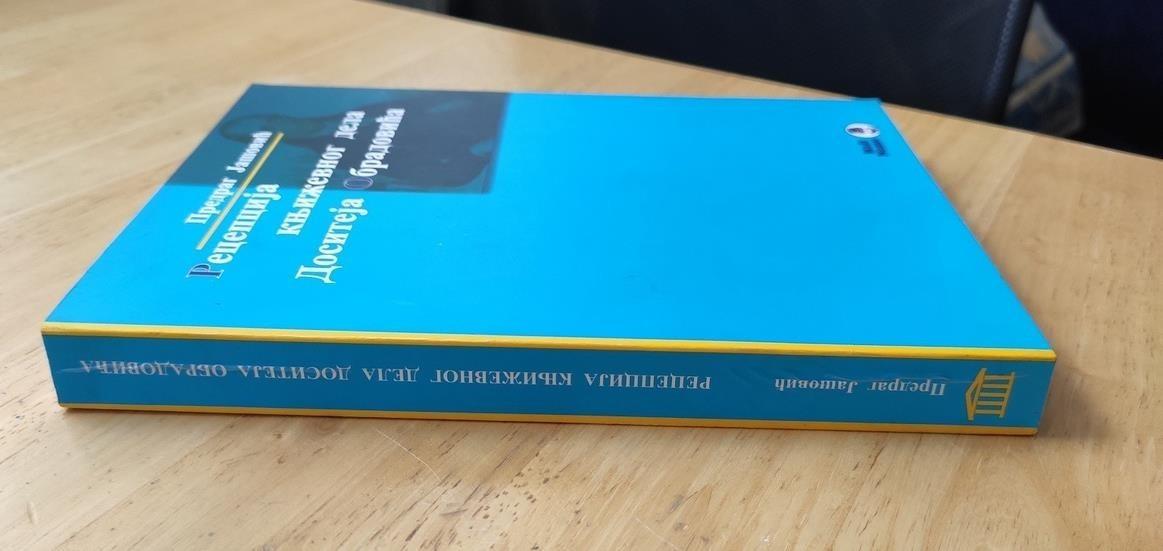 Предраг Јашовић
Рецепција
књижевног дела
Доситеја Обрадовића
Предраг Јашовић РЕЦЕПЦИЈА КЊИЖЕВНОГ ДЕЛА ДОСИТЕЈА ОБРАДОВИЋА